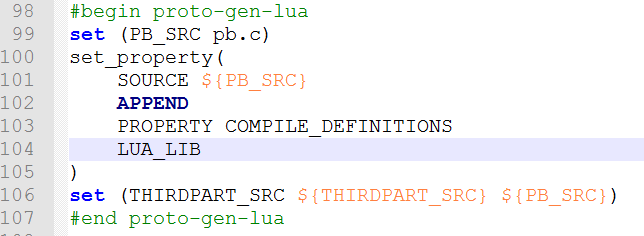 98 #begin proto-gen-lua
99 set (PB_SRC pb.c)
100 set_property(
101 SOURCE ${PB_SRC}
102 APPEND
103 PROPERTY COMPILE_DEFINITIONS
104 LUA_LIB
105 )
106 set (THIRDPART_SRC ${THIRDPART_SRC} ${PB_SRC})
107 #end proto-gen-lua